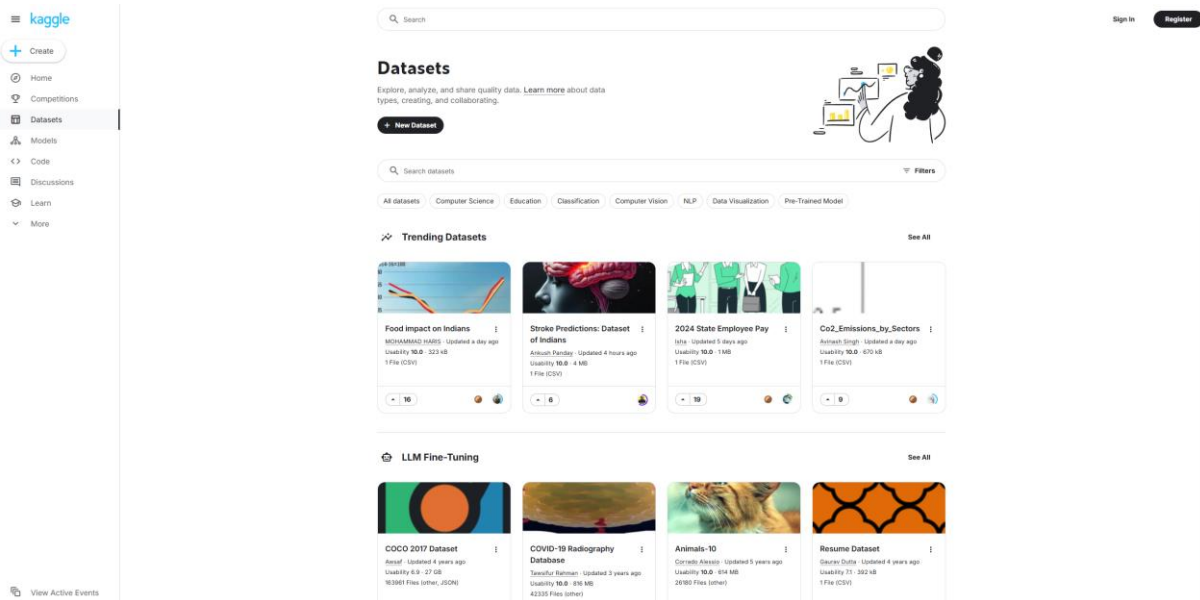 kaggle
Search
Sign In
Register
Create
Home
Competitions
Datasets
Models
Code
Discussions
Learn
More
View Active Events
Datasets
Explore, analyze, and share quality data. Learn more about data
types, creating, and collaborating.
New Dataset
Search datasets
Filters
All datasets
Computer Science
Education
Classification
Computer Vision
NLP
Data Visualization
Pre-Trained Model
Trending Datasets
See All
Food impact on Indians
MOHAMMAD HARIS · Updated a day ago
Usability 10.0 · 323 kB
1 File (CSV)
16
Stroke Predictions: Dataset
of Indians
Ankush Panday · Updated 4 hours ago
Usability 10.0 · 4 MB
1 File (CSV)
6
2024 State Employee Pay
Updated 5 days ago
Usability 10.0 · 1 MB
1 File (CSV)
19
Co2_Emissions_by_Sectors
Avinash Singh · Updated a day ago
Usability 10.0 · 670 kB
1 File (CSV)
9
LLM Fine-Tuning
See All
COCO 2017 Dataset
Awsaf · Updated 4 years ago
Usability 6.9 · 27 GB
163961 Files (other, JSON)
COVID-19 Radiography
Database
Tawsifur Rahman · Updated 3 years ago
Usability 10.0 · 816 MB
42335 Files (other)
Animals-10
Corrado Alessio · Updated 5 years ago
Usability 10.0 · 614 MB
26180 Files (other)
Resume Dataset
Gaurav Dutta · Updated 4 years ago
Usability 7.1 · 392 kB
1 File (CSV)